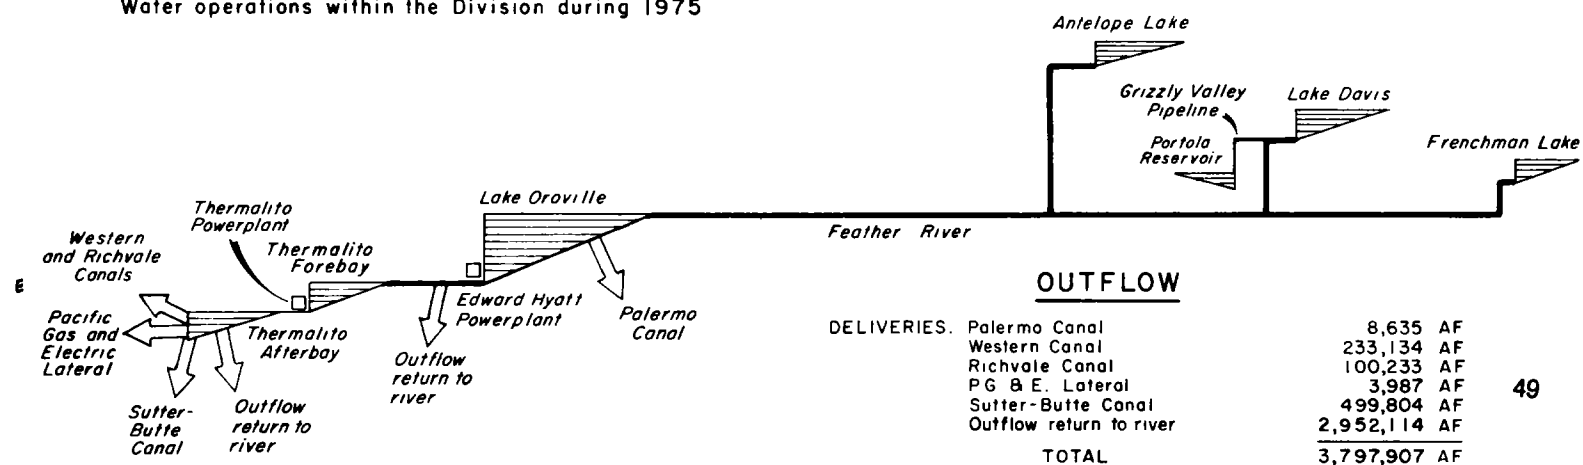 Water operations within the Division during 1975
Antelope Lake
Grizzly Valley
Pipeline
Lake Davis
Portola
Reservoir
Frenchman Lake
Lake Oroville
Thermalito
Powerplant
Western
and Richvale
Canals
Thermalito
Forebay
Feather River
E
Pacific
Gas and
Electric
Lateral
Thermalito
Afterbay
Edward Hyatt
Powerplant
Palermo
Canal
Outflow
return to
river
Sutter-
Butte
Canal
Outflow
return to
river
OUTFLOW
DELIVERIES. Palermo Canal 8,635 AF
Western Canal 233,134 AF
Richvale Canal 100,233 AF
PG & E. Lateral 3,987 AF
Sutter-Butte Canal 499,804 AF
Outflow return to river 2,952,114 AF
TOTAL 3,797,907 AF
49